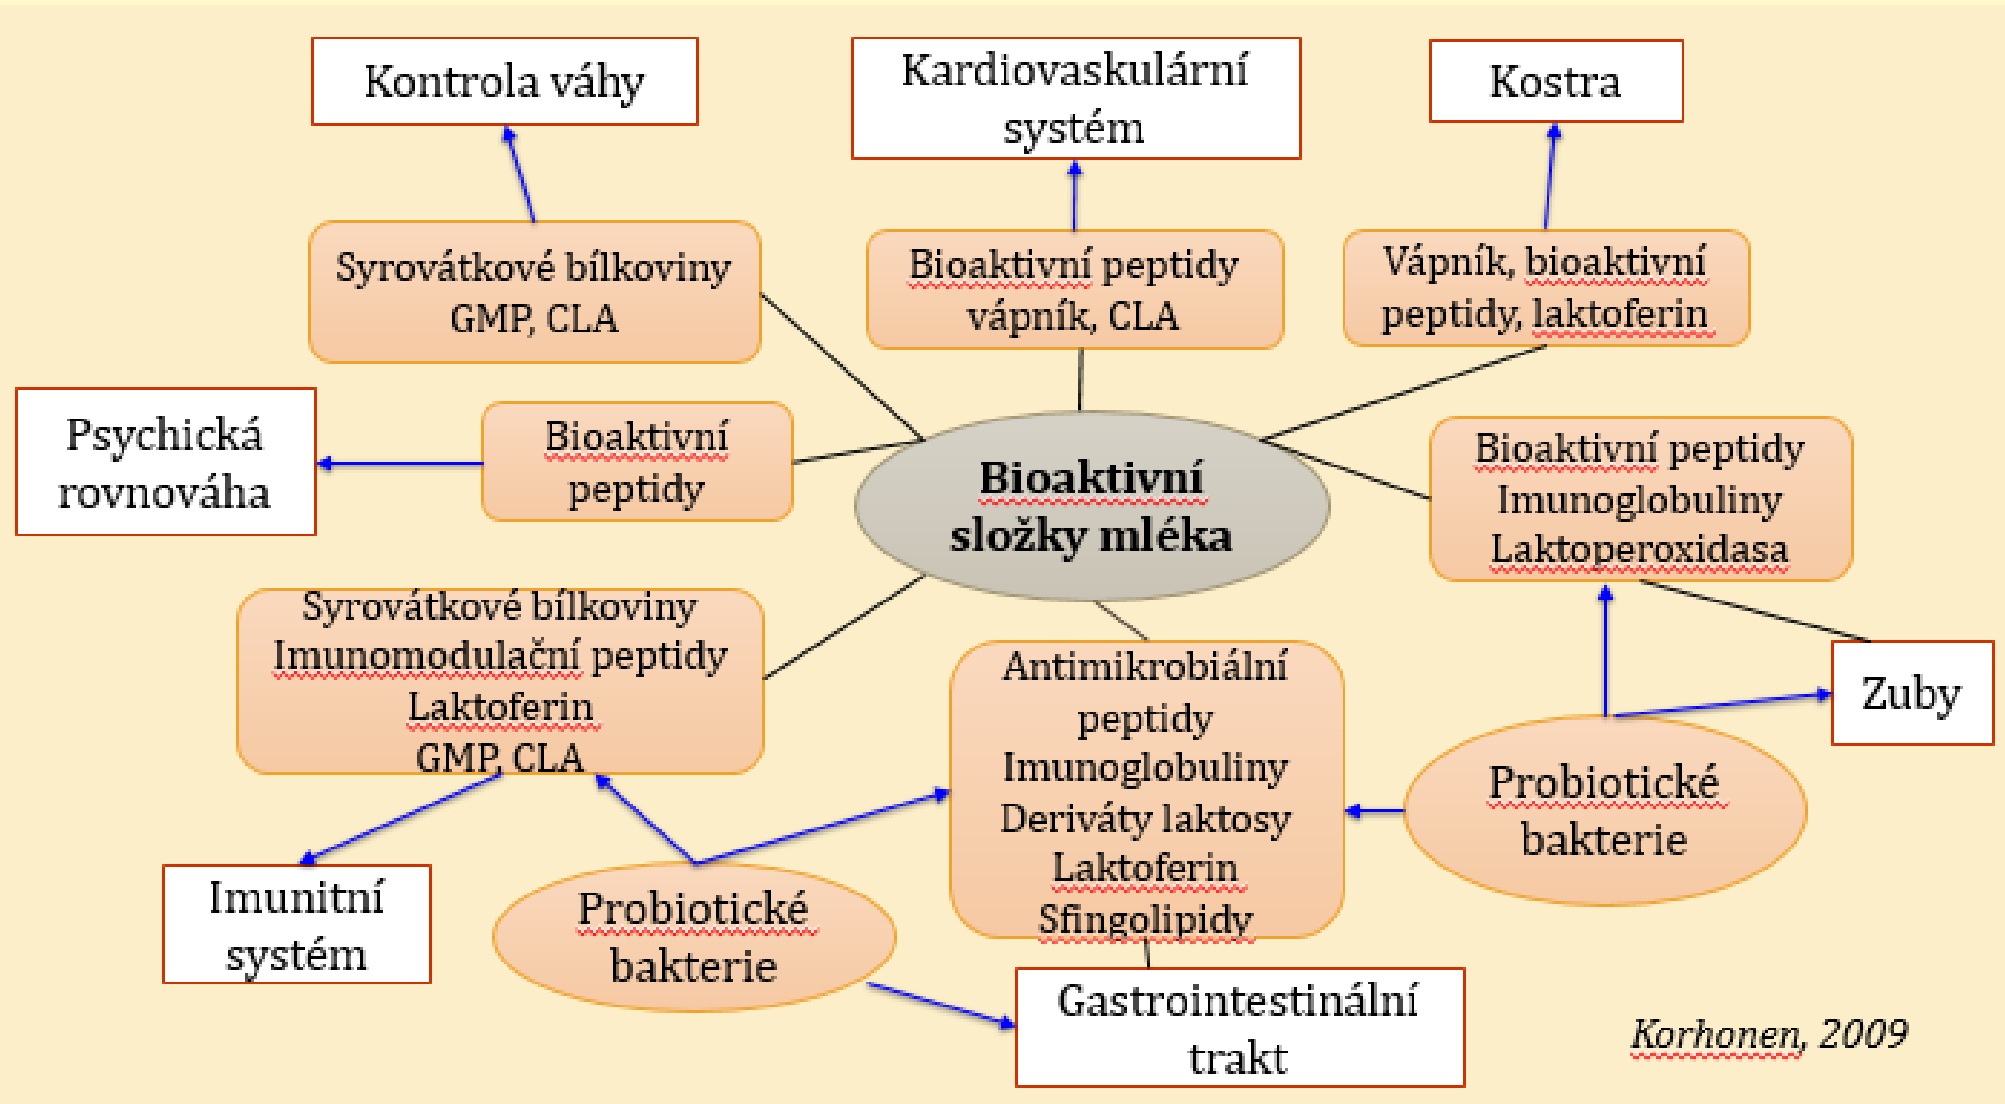 Kontrola váhy
Kardiovaskulární
systém
Kostra
Syrovátkové bílkoviny
GMP, CLA
Bioaktivní peptidy
vápník, CLA
Vápník, bioaktivní
peptidy, laktoferin
Psychická
rovnováha
Bioaktivní
peptidy
Bioaktivní
složky mléka
Bioaktivní peptidy
Imunoglobuliny
Laktoperoxidasa
Syrovátkové bílkoviny
Imunomodulační peptidy
Laktoferin
GMP, CLA
Antimikrobiální
peptidy
Imunoglobuliny
Deriváty laktosy
Laktoferin
Sfingolipidy
Zuby
Probiotické
bakterie
Imunitní
systém
Probiotické
bakterie
Gastrointestinální
trakt
Korhonen, 2009